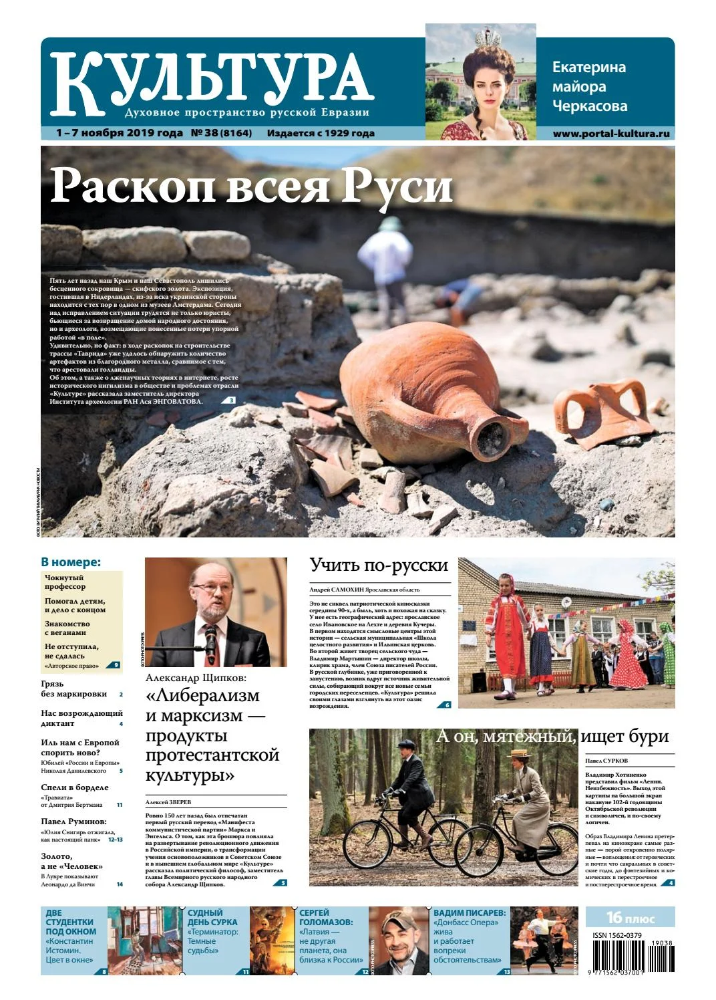 КУЛЬТУРА
Духовное пространство русской Евразии
Екатерина
майора
Черкасова
1 – 7 ноября 2019 года № 38 (8164) Издается с 1929 года
www.portal-kultura.ru
Раскоп всея Руси
Пять лет назад наш Крым и наш Севастополь лишились
бесценного сокровища — скифского золота. Экспозиция,
гостившая в Нидерландах, из-за иска украинской стороны
находится с тех пор в одном из музеев Амстердама. Сегодня
над исправлением ситуации трудятся не только юристы,
бьющиеся за возвращение домой народного достояния,
но и археологи, возмещающие понесенные потери упорной
работой «в поле».
Удивительно, но факт: в ходе раскопок на строительстве
трассы «Таврида» уже удалось обнаружить количество
артефактов из благородного металла, сравнимое с тем,
что арестовали голландцы.
Об этом, а также о лженаучных теориях в интернете, росте
исторического нигилизма в обществе и проблемах отрасли
«Культуре» рассказала заместитель директора
Института археологии РАН Ася ЭНГОВАТОВА. 3
В номере:
Чокнутый
профессор
Помогал детям,
и дело с концом
Знакомство
с веганами
Не отступила,
не сдалась
«Авторское право» 9
Грязь
без маркировки 2
Нас возрождающий
диктант 4
Иль нам с Европой
спорить ново?
Юбилей «России и Европы»
Николая Данилевского 5
Спели в борделе
«Травиата»
от Дмитрия Бертмана 11
Павел Руминов:
«Юлия Снигирь отжигала,
как настоящий панк» 12–13
Золото,
а не «Человек»
В Лувре показывают
Леонардо да Винчи 14
ФОТО: PHOTOXPRESS
Александр Щипков:
«Либерализм
и марксизм —
продукты
протестантской
культуры»
Алексей ЗВЕРЕВ
Ровно 150 лет назад был отпечатан
первый русский перевод «Манифеста
коммунистической партии» Маркса и
Энгельса. О том, как эта брошюра повлияла
на развертывание революционного движения
в Российской империи, о трансформации
учения основоположников в Советском Союзе
и в нынешнем глобальном мире «Культуре»
рассказал политический философ, заместитель
главы Всемирного русского народного
собора Александр Щипков. 5
Учить по-русски
Андрей САМОХИН Ярославская область
Это не сиквел патриотической киносказки
середины 90-х, а быль, хоть и похожая на сказку.
У нее есть географический адрес: ярославское
село Ивановское на Лехте и деревня Кучеры.
В первом находятся смысловые центры этой
истории — сельская муниципальная «Школа
целостного развития» и Ильинская церковь.
Во второй живет творец сельского чуда —
Владимир Мартышин — директор школы,
клирик храма, член Союза писателей России.
В русской глубинке, уже приговоренной к
запустению, возник вдруг источник живительной
силы, собирающий вокруг все новые семьи
городских переселенцев. «Культура» решила
своими глазами взглянуть на этот оазис
возрождения. 6
А он, мятежный, ищет бури
Павел СУРКОВ
Владимир Хотиненко
представил фильм «Ленин.
Неизбежность». Выход этой
картины на большой экран
накануне 102-й годовщины
Октябрьской революции
и символичен, и по-своему
логичен.
Образ Владимира Ленина претер-
певал на киноэкране самые раз-
ные — порой откровенно поляр-
ные — воплощения: от героических
и почти что сакральных в совет-
ские годы, до фэнтезийных и ко-
мических в перестроечное
и постперестроечное время. 4
ДВЕ
СТУДЕНТКИ
ПОД ОКНОМ
«Константин
Истомин.
Цвет в окне»
8
СУДНЫЙ
ДЕНЬ СУРКА
«Терминатор:
Темные
судьбы»
11
СЕРГЕЙ
ГОЛОМАЗОВ:
«Латвия —
не другая
планета, она
близка к России»
12
ФОТО: PHOTOXPRESS
ВАДИМ ПИСАРЕВ:
«Донбасс Опера»
жива
и работает
вопреки
обстоятельствам»
13
ФОТО: PHOTOXPRESS
16 плюс
ISSN 1562-0379
19038
9 771562 037001